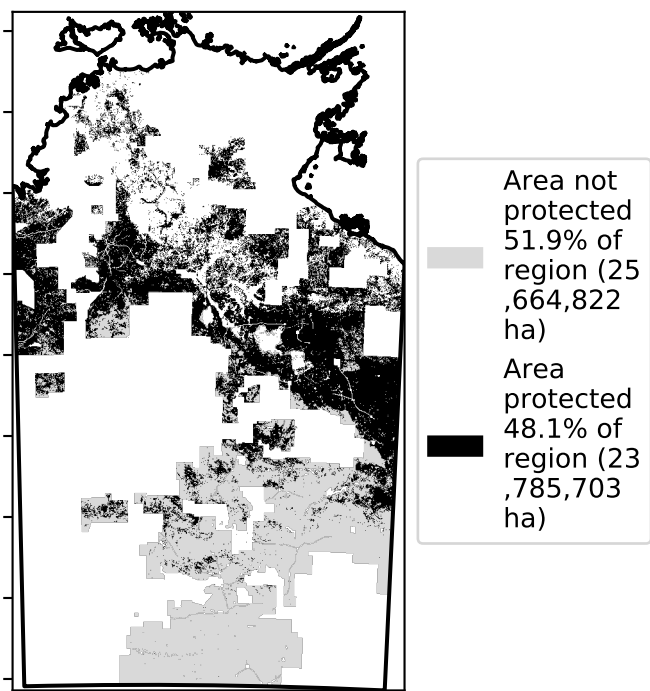 Area not
protected
51.9% of
region (25
,664,822
ha)
Area
protected
48.1% of
region (23
,785,703
ha)